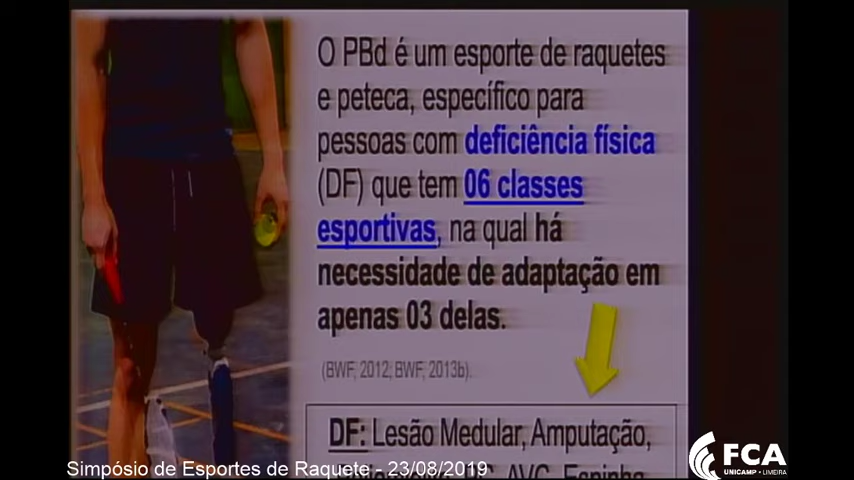 O PBd é um esporte de raquetes
e peteca, específico para
pessoas com deficiência física
(DF) que tem 06 classes
esportivas, na qual há
necessidade de adaptação em
apenas 03 delas.
(BWF, 2012, BWF, 2013b).
DF: Lesão Medular, Amputação,
AVC, Espinha
Simpósio de Esportes de Raquete - 23/08/2019
FCA
UNICAMP · LIMEIRA